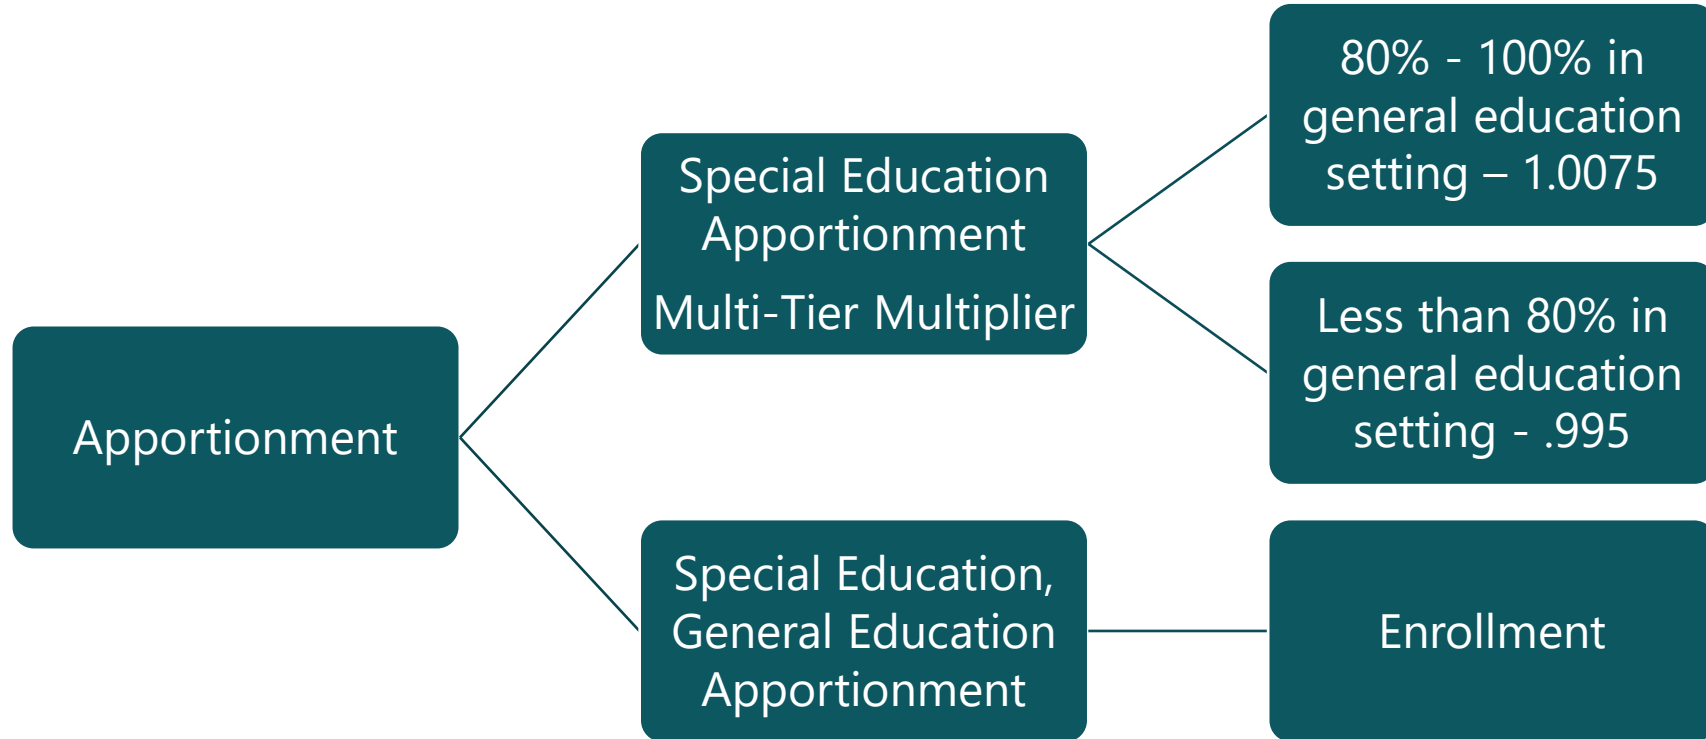 Apportionment
Special Education
Apportionment
Multi-Tier Multiplier
80% - 100% in
general education
setting – 1.0075
Less than 80% in
general education
setting - .995
Special Education,
General Education
Apportionment
Enrollment